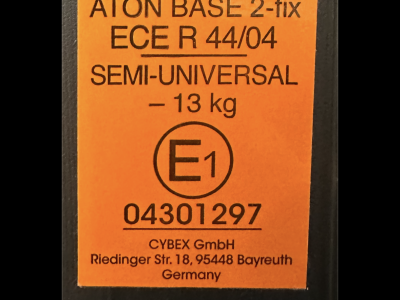 ATON BASE 2-fix
ECE R 44/04
SEMI-UNIVERSAL
– 13 kg
E1
04301297
CYBEX GmbH
Riedinger Str. 18, 95448 Bayreuth
Germany